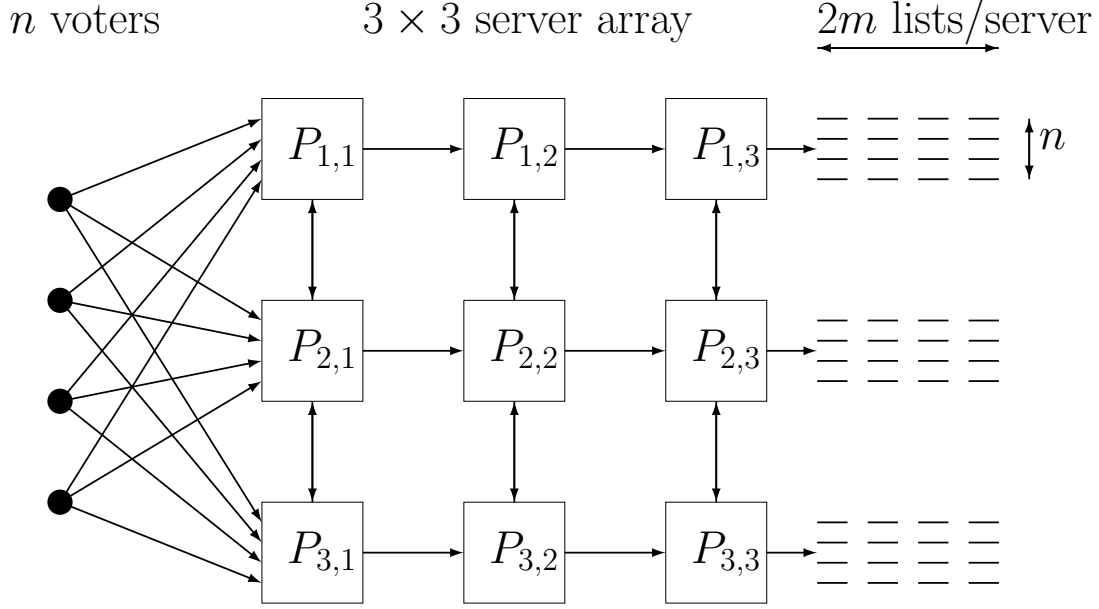 n voters 3 × 3 server array 2m lists/server
P1,1 P1,2 P1,3 n
P2,1 P2,2 P2,3
P3,1 P3,2 P3,3